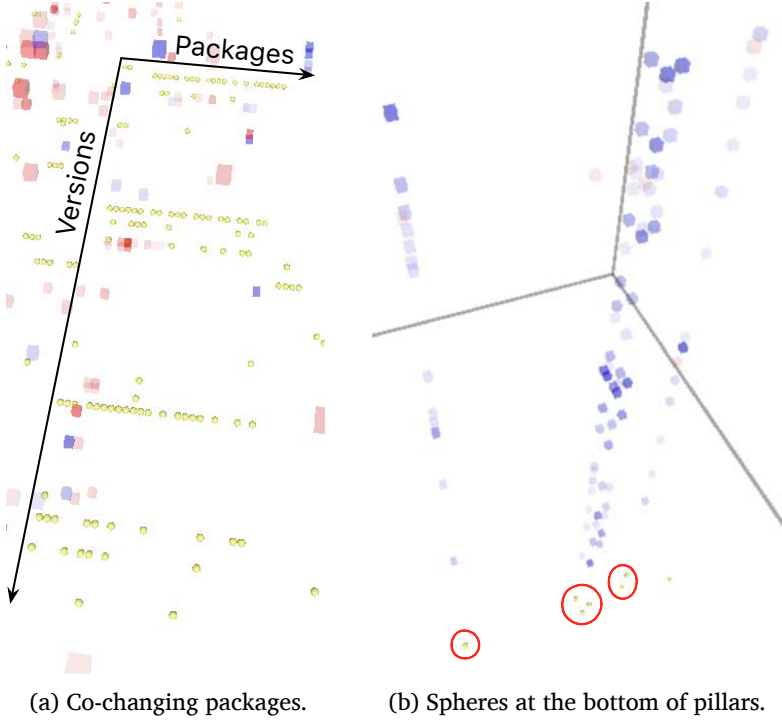 Packages
Versions
(a) Co-changing packages.
(b) Spheres at the bottom of pillars.